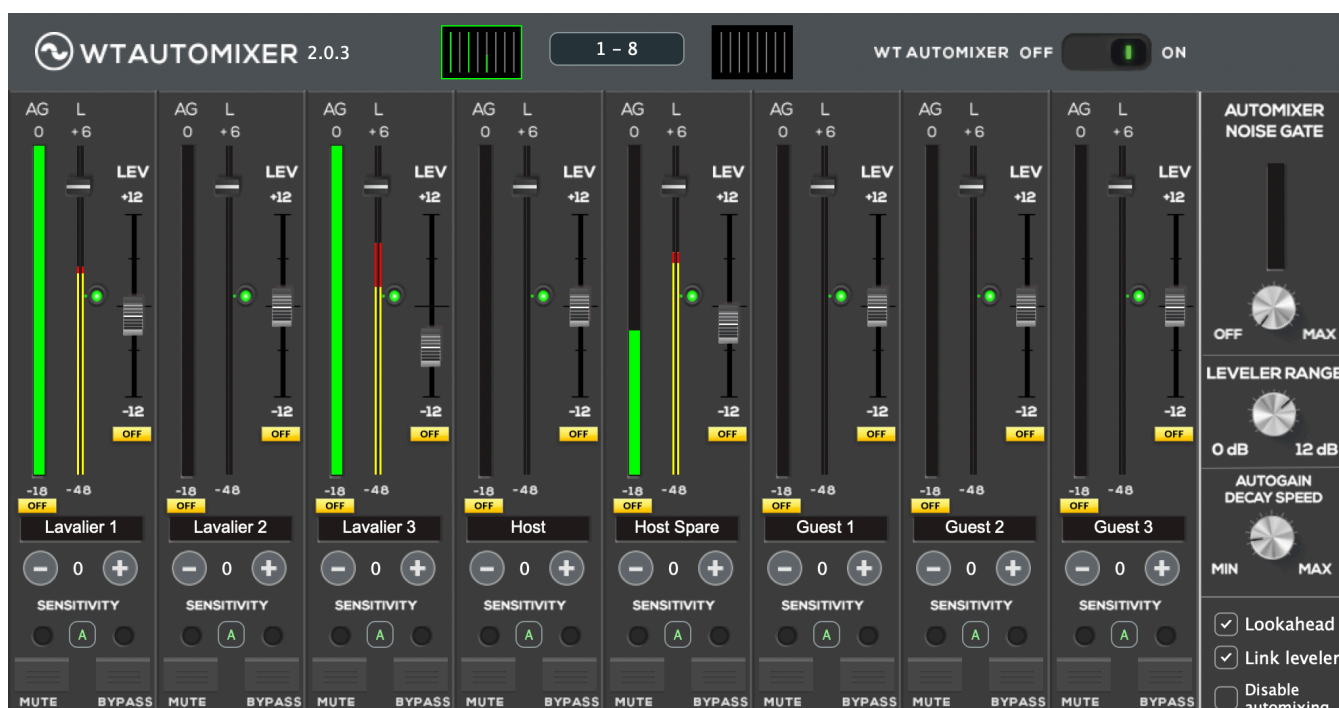 WTAUTOMIXER 2.0.3
1 – 8
WT AUTOMIXER OFF ON
AG L AG L AG L AG L AG L AG L AG L AG L
0 +6 0 +6 0 +6 0 +6 0 +6 0 +6 0 +6 0 +6
LEV LEV LEV LEV LEV LEV LEV LEV
+12 +12 +12 +12 +12 +12 +12 +12
-12 -12 -12 -12 -12 -12 -12 -12
OFF OFF OFF OFF OFF OFF OFF OFF
-18 -48 -18 -48 -18 -48 -18 -48 -18 -48 -18 -48 -18 -48 -18 -48
OFF OFF OFF OFF OFF OFF OFF OFF
Lavalier 1 Lavalier 2 Lavalier 3 Host Host Spare Guest 1 Guest 2 Guest 3
− 0 + − 0 + − 0 + − 0 + − 0 + − 0 + − 0 + − 0 +
SENSITIVITY SENSITIVITY SENSITIVITY SENSITIVITY SENSITIVITY SENSITIVITY SENSITIVITY SENSITIVITY
A A A A A A A A
MUTE BYPASS MUTE BYPASS MUTE BYPASS MUTE BYPASS MUTE BYPASS MUTE BYPASS MUTE BYPASS MUTE BYPASS
AUTOMIXER
NOISE GATE
OFF MAX
LEVELER RANGE
0 dB 12 dB
AUTOGAIN
DECAY SPEED
MIN MAX
Lookahead
Link leveler
Disable
automixing